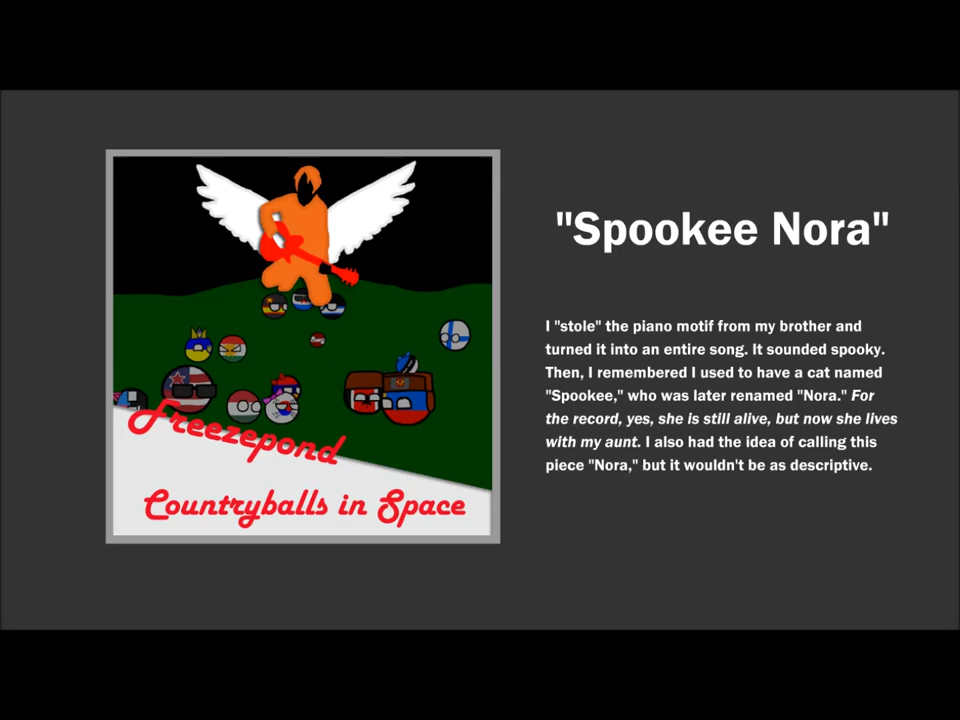 "Spookee Nora"
I "stole" the piano motif from my brother and
turned it into an entire song. It sounded spooky.
Then, I remembered I used to have a cat named
"Spookee," who was later renamed "Nora." For
the record, yes, she is still alive, but now she lives
with my aunt. I also had the idea of calling this
piece "Nora," but it wouldn't be as descriptive.
Freezepond
Countryballs in Space